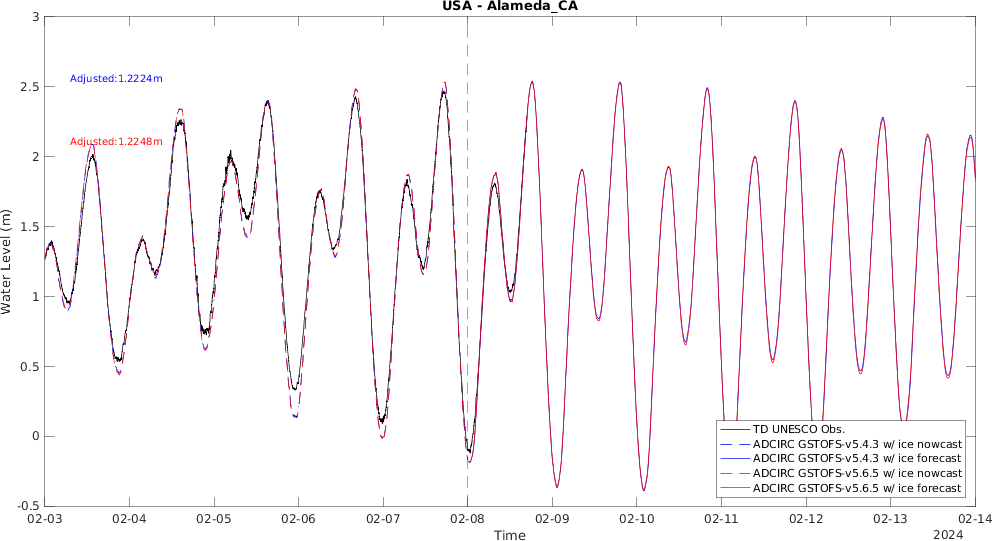 USA - Alameda_CA
3
2.5
2
1.5
1
0.5
0
-0.5
Water Level (m)
Adjusted:1.2224m
Adjusted:1.2248m
TD UNESCO Obs.
ADCIRC GSTOFS-v5.4.3 w/ ice nowcast
ADCIRC GSTOFS-v5.4.3 w/ ice forecast
ADCIRC GSTOFS-v5.6.5 w/ ice nowcast
ADCIRC GSTOFS-v5.6.5 w/ ice forecast
02-03 02-04 02-05 02-06 02-07 02-08 02-09 02-10 02-11 02-12 02-13 02-14
Time
2024